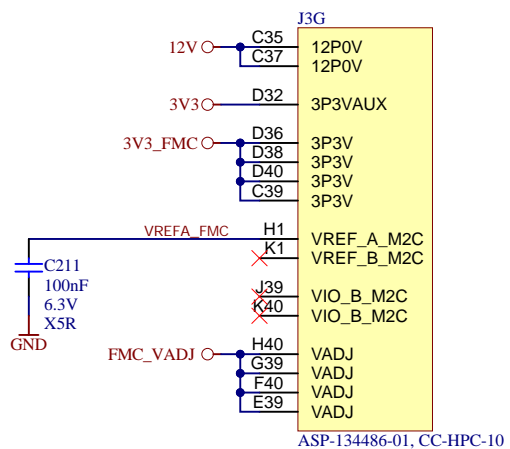 J3G
12V
C35
12P0V
C37
12P0V
3V3
D32
3P3VAUX
3V3_FMC
D36
3P3V
D38
3P3V
D40
3P3V
C39
3P3V
VREFA_FMC
H1
VREF_A_M2C
K1
VREF_B_M2C
C211
100nF
6.3V
X5R
GND
J39
VIO_B_M2C
K40
VIO_B_M2C
FMC_VADJ
H40
VADJ
G39
VADJ
F40
VADJ
E39
VADJ
ASP-134486-01, CC-HPC-10